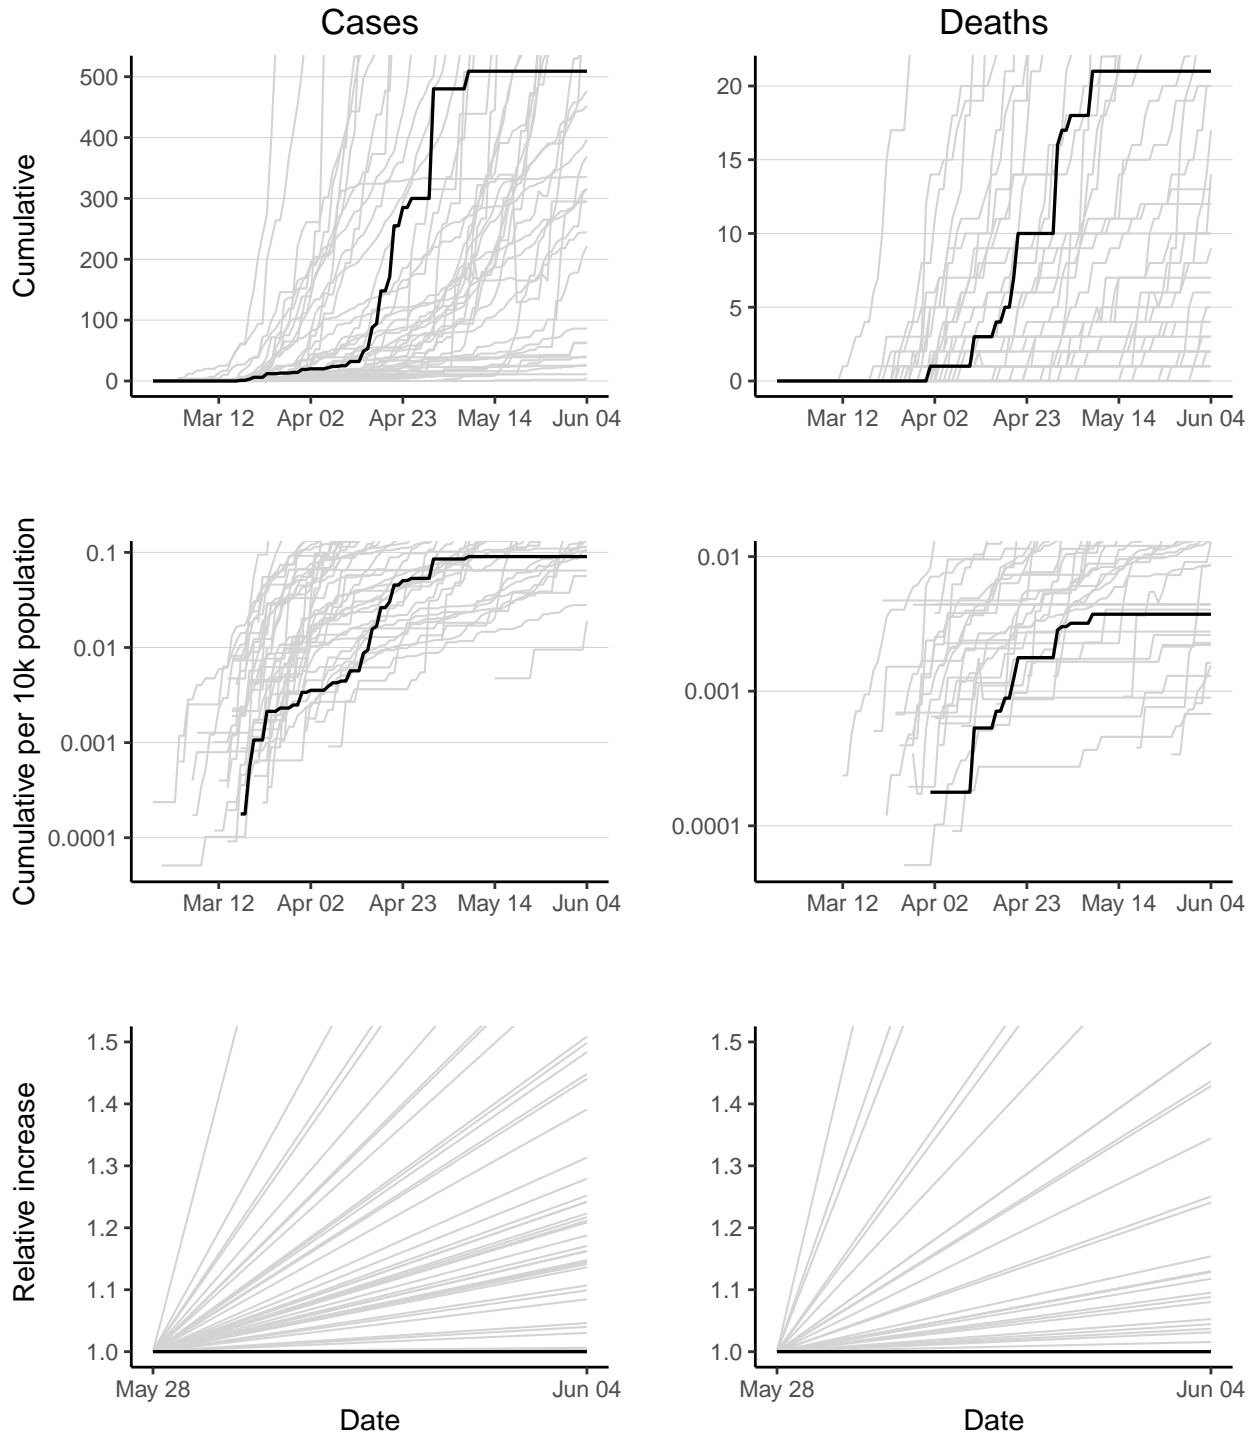 Cases
Deaths
Cumulative
500
400
300
200
100
0
Mar 12 Apr 02 Apr 23 May 14 Jun 04
20
15
10
5
0
Mar 12 Apr 02 Apr 23 May 14 Jun 04
Cumulative per 10k population
0.1
0.01
0.001
0.0001
Mar 12 Apr 02 Apr 23 May 14 Jun 04
0.01
0.001
0.0001
Mar 12 Apr 02 Apr 23 May 14 Jun 04
Relative increase
1.5
1.4
1.3
1.2
1.1
1.0
May 28 Jun 04
Date
1.5
1.4
1.3
1.2
1.1
1.0
May 28 Jun 04
Date